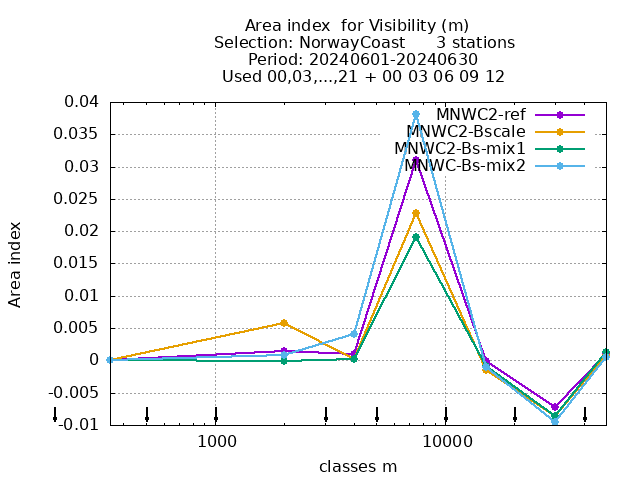 Area index  for Visibility (m)
Selection: NorwayCoast      3 stations
Period: 20240601-20240630
Used 00,03,...,21 + 00 03 06 09 12
MNWC2-ref
MNWC2-Bscale
MNWC2-Bs-mix1
MNWC-Bs-mix2
0.04
0.035
0.03
0.025
0.02
0.015
0.01
0.005
0
-0.005
-0.01
Area index
1000
10000
classes m